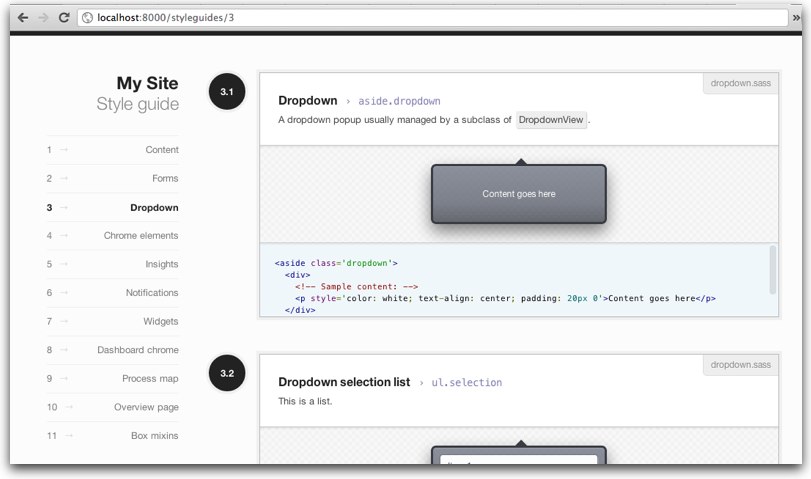 localhost:8000/styleguides/3
»
My Site
Style guide
1 → Content
2 → Forms
3 → Dropdown
4 → Chrome elements
5 → Insights
6 → Notifications
7 → Widgets
8 → Dashboard chrome
9 → Process map
10 → Overview page
11 → Box mixins
3.1
dropdown.sass
Dropdown › aside.dropdown
A dropdown popup usually managed by a subclass of DropdownView.
Content goes here
<aside class='dropdown'>
<div>
<!-- Sample content: -->
<p style='color: white; text-align: center; padding: 20px 0'>Content goes here</p>
</div>
3.2
dropdown.sass
Dropdown selection list › ul.selection
This is a list.